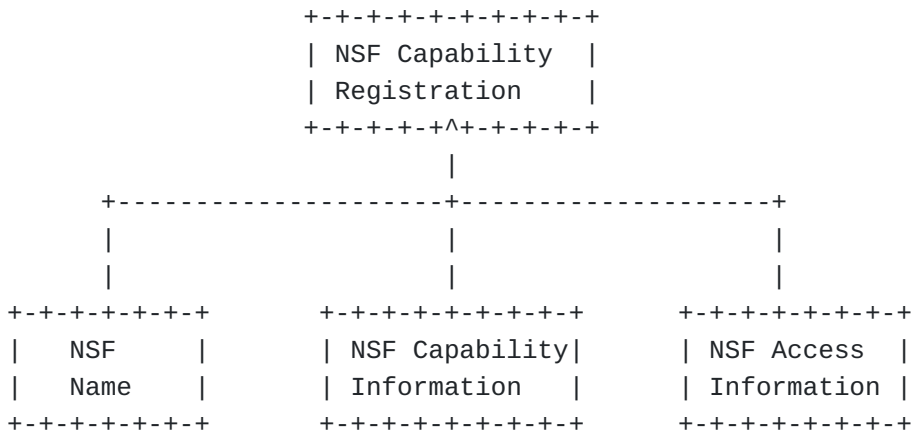 +-+-+-+-+-+-+-+-+-+
| NSF Capability  |
| Registration    |
+-+-+-+-+^+-+-+-+-+
|
+---------------------+--------------------+
|                     |                    |
|                     |                    |
+-+-+-+-+-+-+       +-+-+-+-+-+-+-+-+       +-+-+-+-+-+-+-+
|   NSF     |       | NSF Capability|       | NSF Access  |
|   Name    |       | Information   |       | Information |
+-+-+-+-+-+-+       +-+-+-+-+-+-+-+-+       +-+-+-+-+-+-+-+